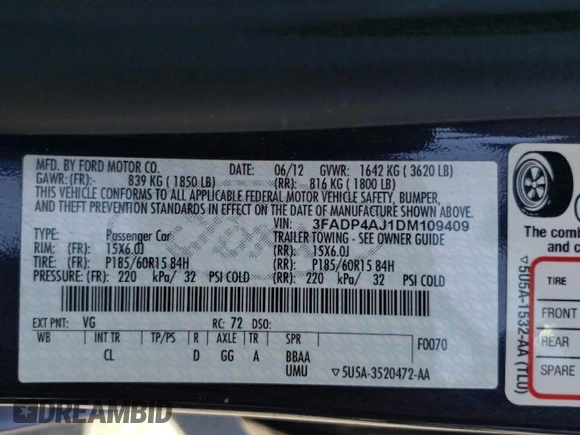 MFD. BY FORD MOTOR CO. DATE: 06/12 GVWR: 1642 KG ( 3620 LB)
GAWR: (FR): 839 KG ( 1850 LB) (RR): 816 KG ( 1800 LB)
THIS VEHICLE CONFORMS TO ALL APPLICABLE FEDERAL MOTOR VEHICLE SAFETY, BUMPER,
AND THEFT PREVENTION STANDARDS IN EFFECT ON THE DATE OF MANUFACTURE SHOWN ABOVE.
VIN: 3FADP4AJ1DM109409
TYPE: Passenger Car TRAILER TOWING - SEE OWNER GUIDE
RIM: (FR): 15X6.0J (RR): 15X6.0J
TIRE: (FR): P185/60R15 84H (RR): P185/60R15 84H
PRESSURE: (FR): 220 kPa/ 32 PSI COLD (RR): 220 kPa/ 32 PSI COLD
EXT PNT: VG RC: 72 DSO:
WB INT TR TP/PS R AXLE TR SPR F0070
CL D GG A BBAA
UMU ▽5U5A-3520472-AA
The comb
▽5U5A-1532-AA (TLU)
TIRE
FRONT
REAR
SPARE
DREAMBID